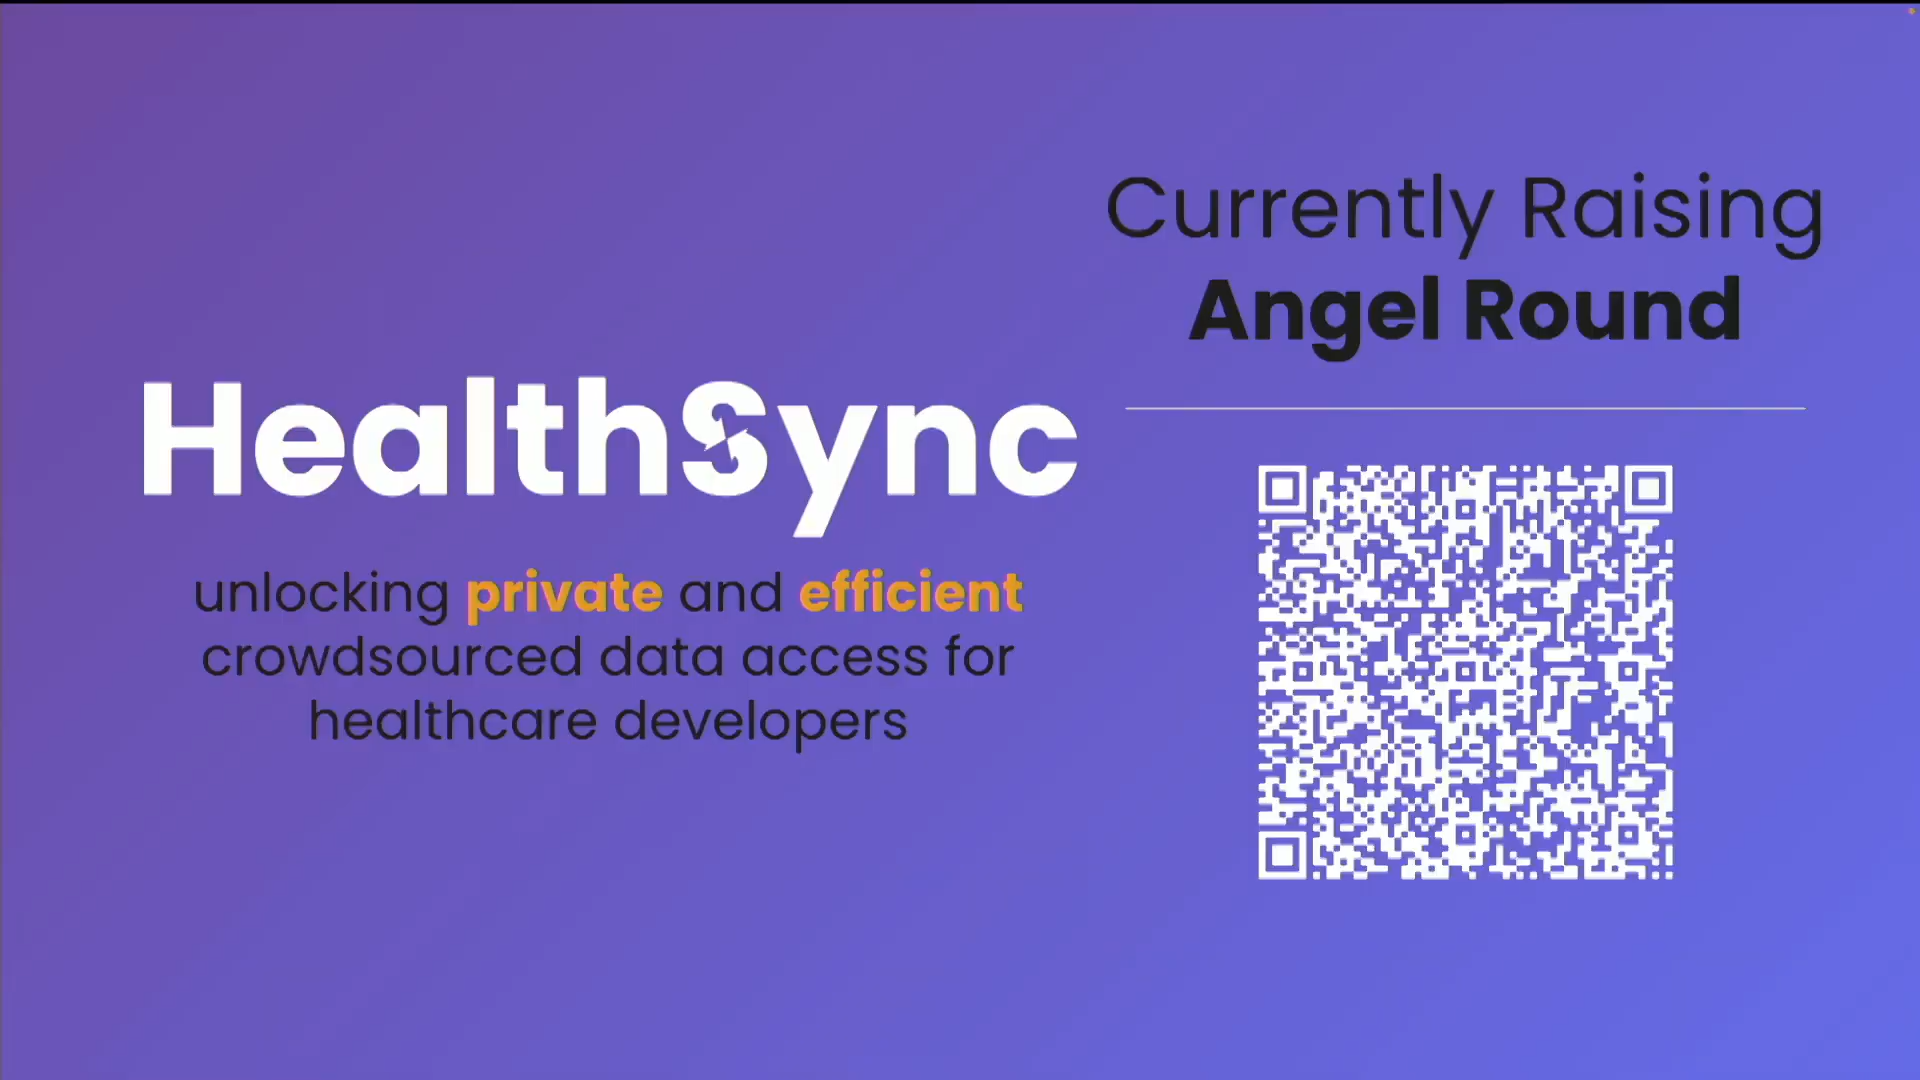 HealthSync
unlocking private and efficient
crowdsourced data access for
healthcare developers
Currently Raising
Angel Round